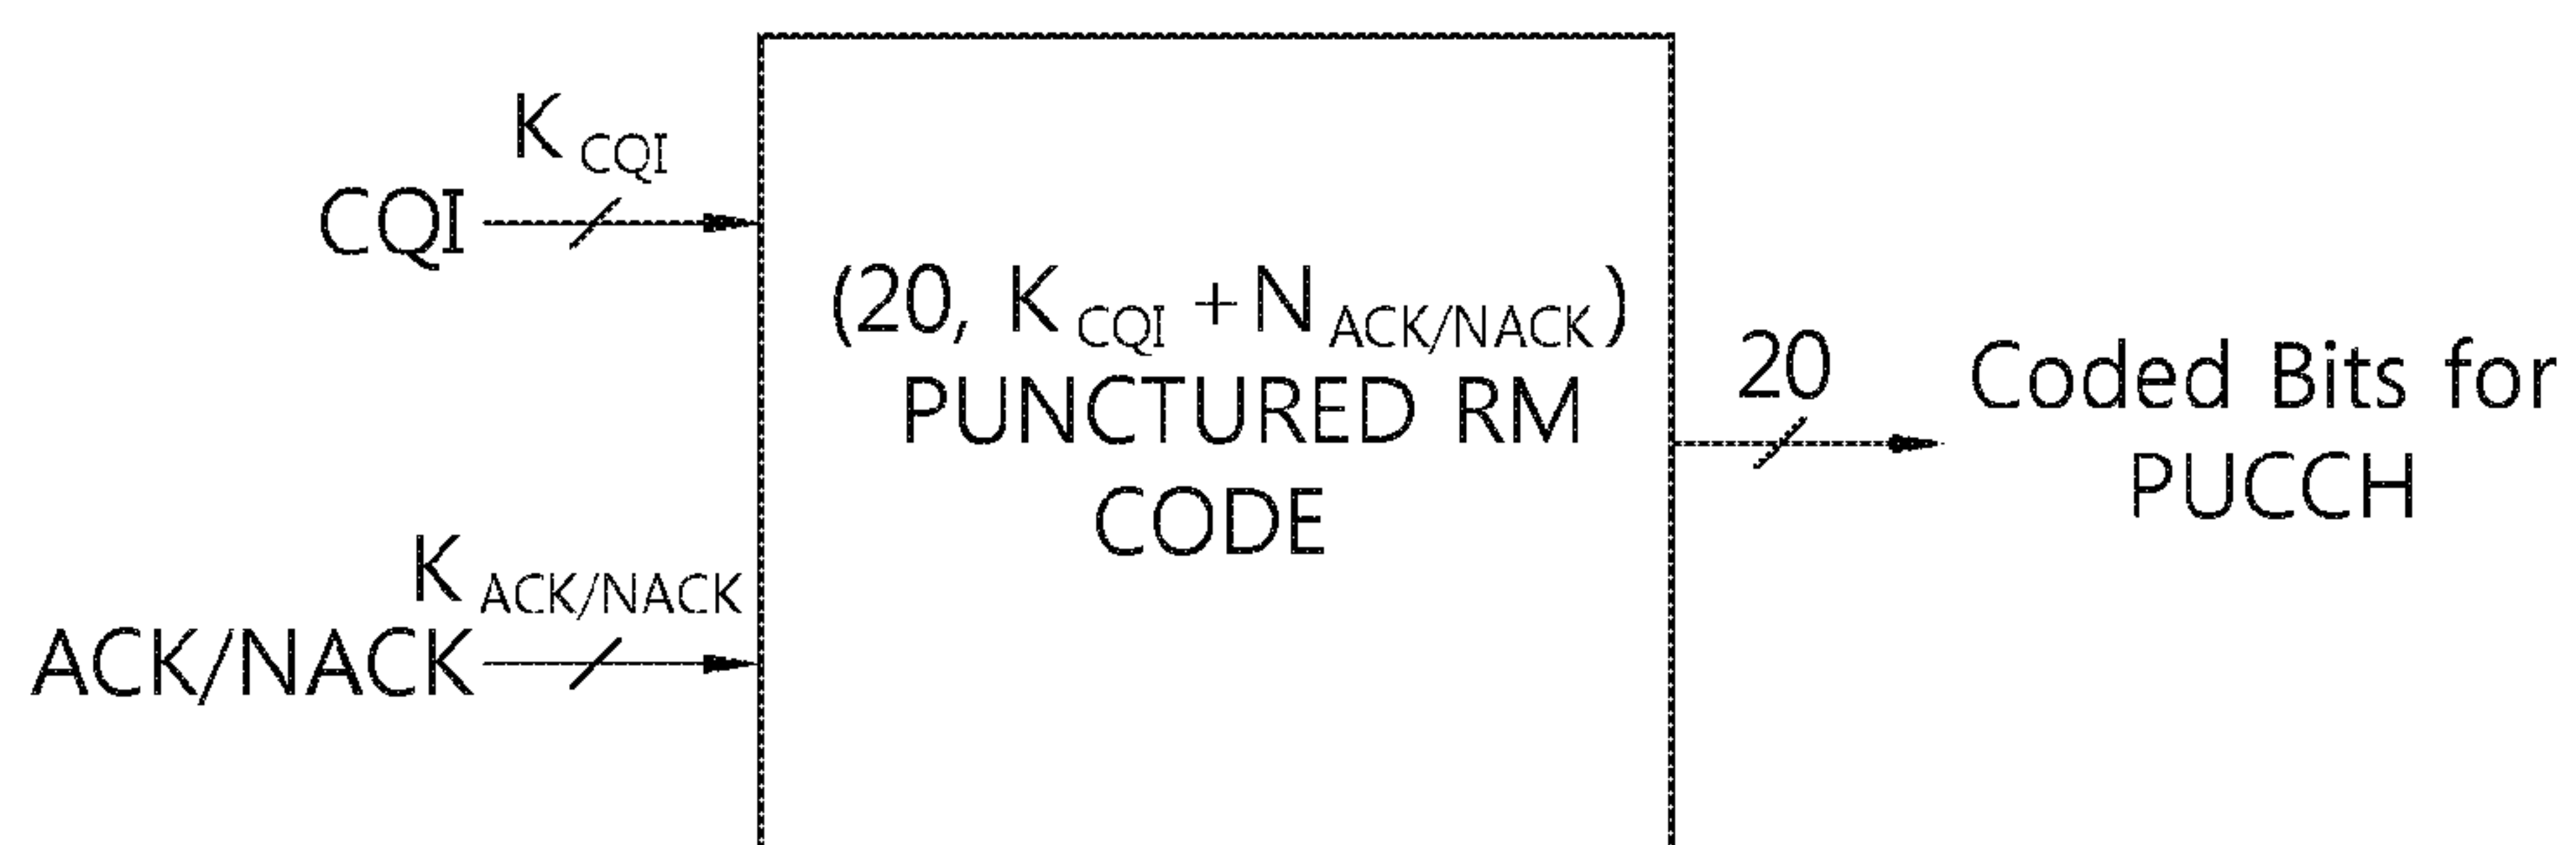 K CQI
CQI
K ACK/NACK
ACK/NACK
(20, K CQI + N ACK/NACK)
PUNCTURED RM
CODE
20
Coded Bits for
PUCCH